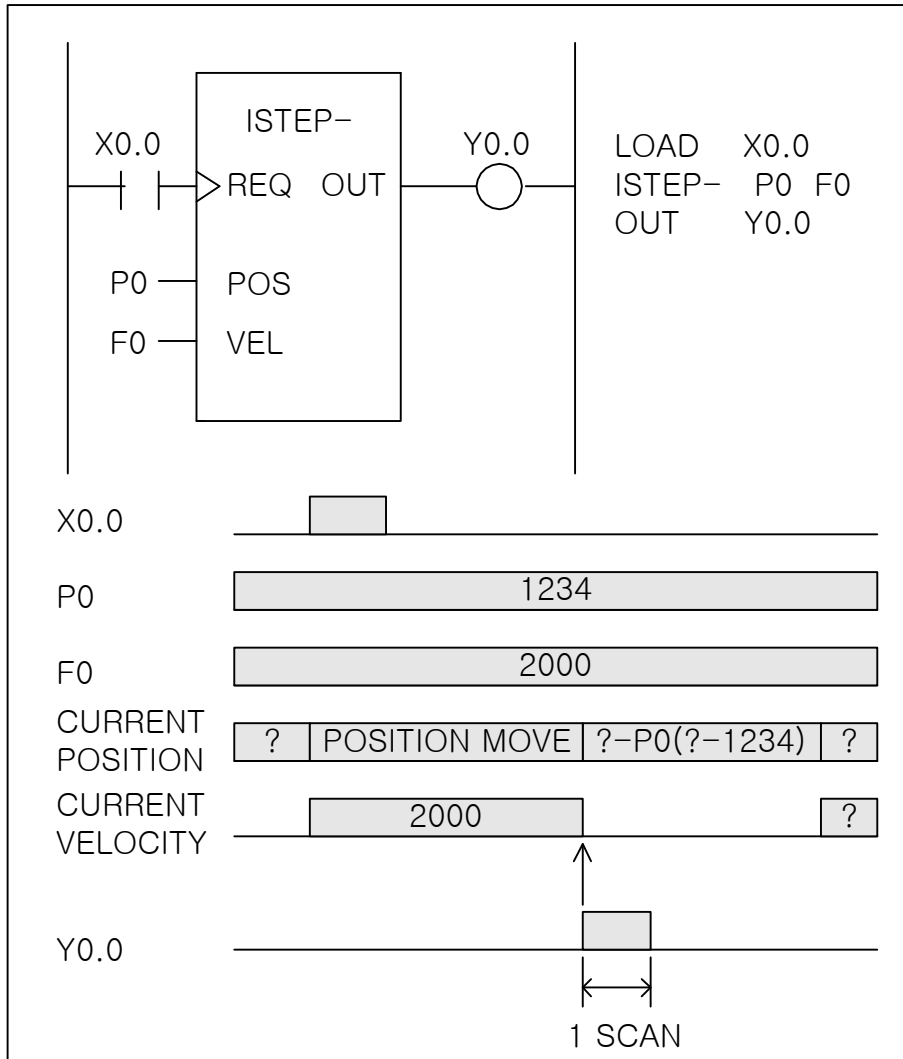 ISTEP-
X0.0
Y0.0
REQ OUT
P0
POS
F0
VEL
LOAD X0.0
ISTEP- P0 F0
OUT Y0.0
X0.0
P0
1234
F0
2000
CURRENT
POSITION
?
POSITION MOVE
?-P0(?-1234)
?
CURRENT
VELOCITY
2000
?
Y0.0
1 SCAN